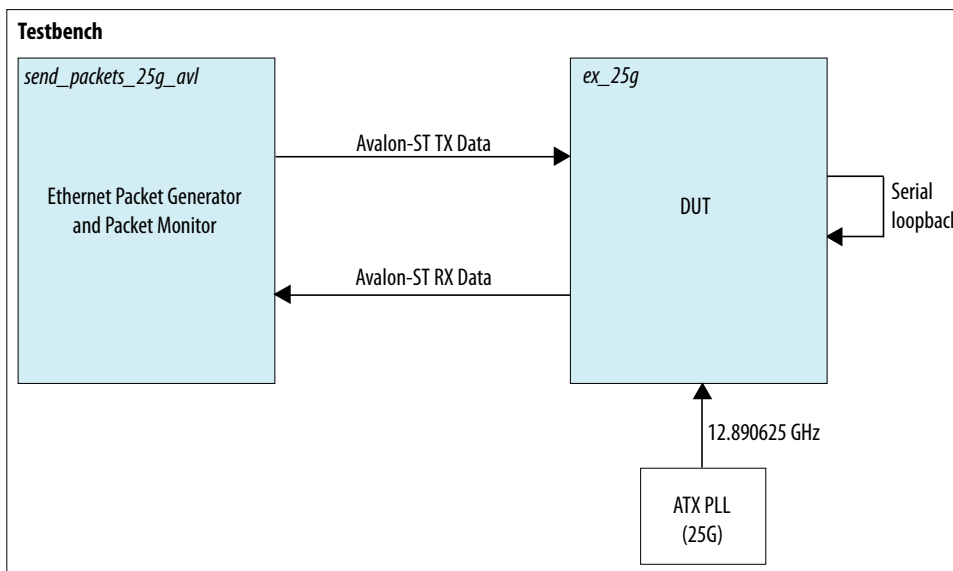 Testbench
send_packets_25g_avl
Ethernet Packet Generator
and Packet Monitor
Avalon-ST TX Data
Avalon-ST RX Data
ex_25g
DUT
Serial
loopback
12.890625 GHz
ATX PLL
(25G)